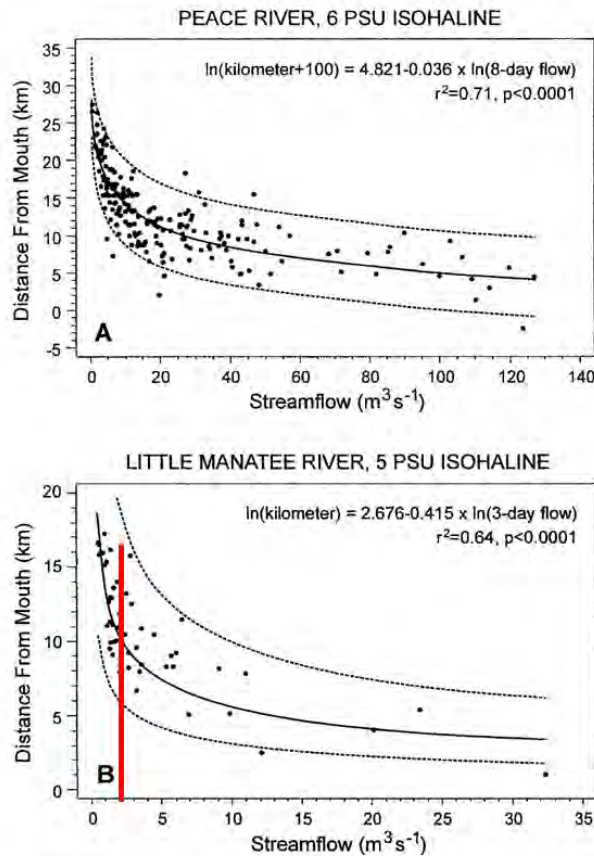 PEACE RIVER, 6 PSU ISOHALINE
ln(kilometer+100) = 4.821-0.036 x ln(8-day flow)
r²=0.71, p<0.0001
Distance From Mouth (km)
35
30
25
20
15
10
5
0
-5
A
0 20 40 60 80 100 120 140
Streamflow (m³s⁻¹)
LITTLE MANATEE RIVER, 5 PSU ISOHALINE
ln(kilometer) = 2.676-0.415 x ln(3-day flow)
r²=0.64, p<0.0001
Distance From Mouth (km)
20
15
10
5
0
B
0 5 10 15 20 25 30 35
Streamflow (m³s⁻¹)